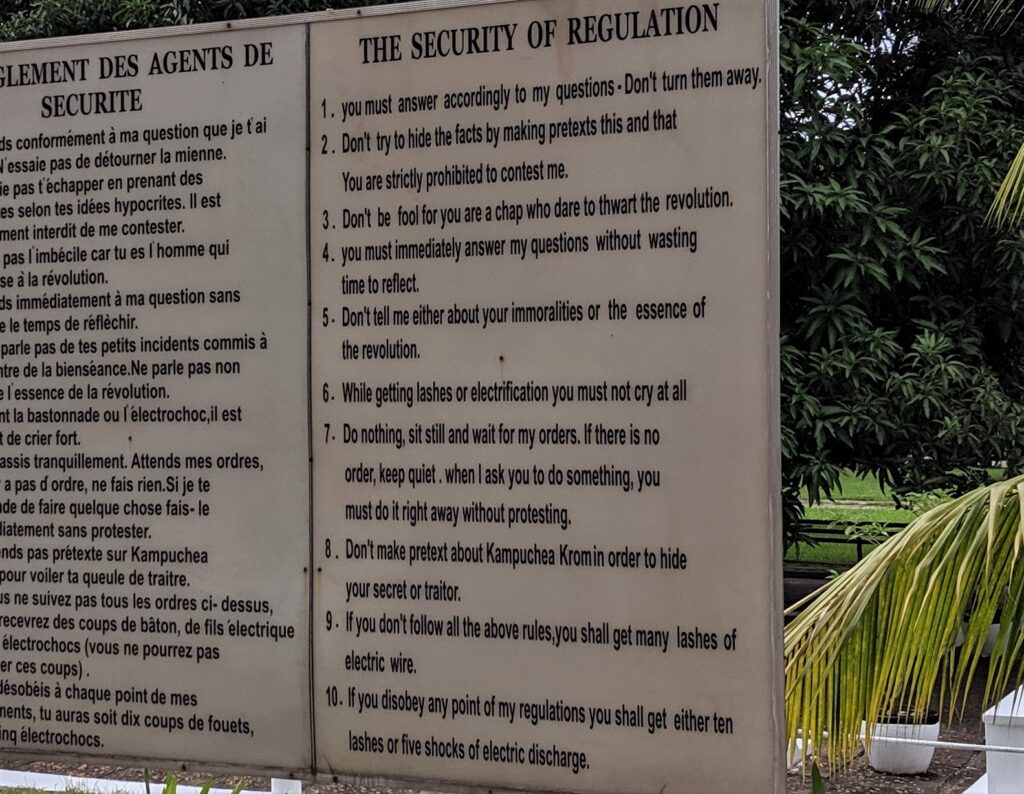 DES AGENTS DE
SECURITE
conformément à ma question que je t'ai
N'essaie pas de détourner la mienne.
pas t'échapper en prenant des
selon tes idées hypocrites. Il est
interdit de me contester.
pas l'imbécile car tu es l'homme qui
à la révolution.
immédiatement à ma question sans
le temps de réflèchir.
parle pas de tes petits incidents commis à
de la bienséance.Ne parle pas non
l'essence de la révolution.
la bastonnade ou l'électrochoc,il est
de crier fort.
assis tranquillement. Attends mes ordres,
a pas d'ordre, ne fais rien.Si je te
de faire quelque chose fais- le
sans protester.
pas prétexte sur Kampuchea
pour voiler ta queule de traitre.
ne suivez pas tous les ordres ci- dessus,
recevrez des coups de bâton, de fils électrique
électrochocs (vous ne pourrez pas
ces coups) .
désobéis à chaque point de mes
tu auras soit dix coups de fouets,
électrochocs.
THE SECURITY OF REGULATION
1. you must answer accordingly to my questions - Don't turn them away.
2. Don't try to hide the facts by making pretexts this and that
You are strictly prohibited to contest me.
3. Don't be fool for you are a chap who dare to thwart the revolution.
4. you must immediately answer my questions without wasting
time to reflect.
5. Don't tell me either about your immoralities or the essence of
the revolution.
6. While getting lashes or electrification you must not cry at all
7. Do nothing, sit still and wait for my orders. If there is no
order, keep quiet . when I ask you to do something, you
must do it right away without protesting.
8. Don't make pretext about Kampuchea Kromin order to hide
your secret or traitor.
9. If you don't follow all the above rules,you shall get many lashes of
electric wire.
10. If you disobey any point of my regulations you shall get either ten
lashes or five shocks of electric discharge.